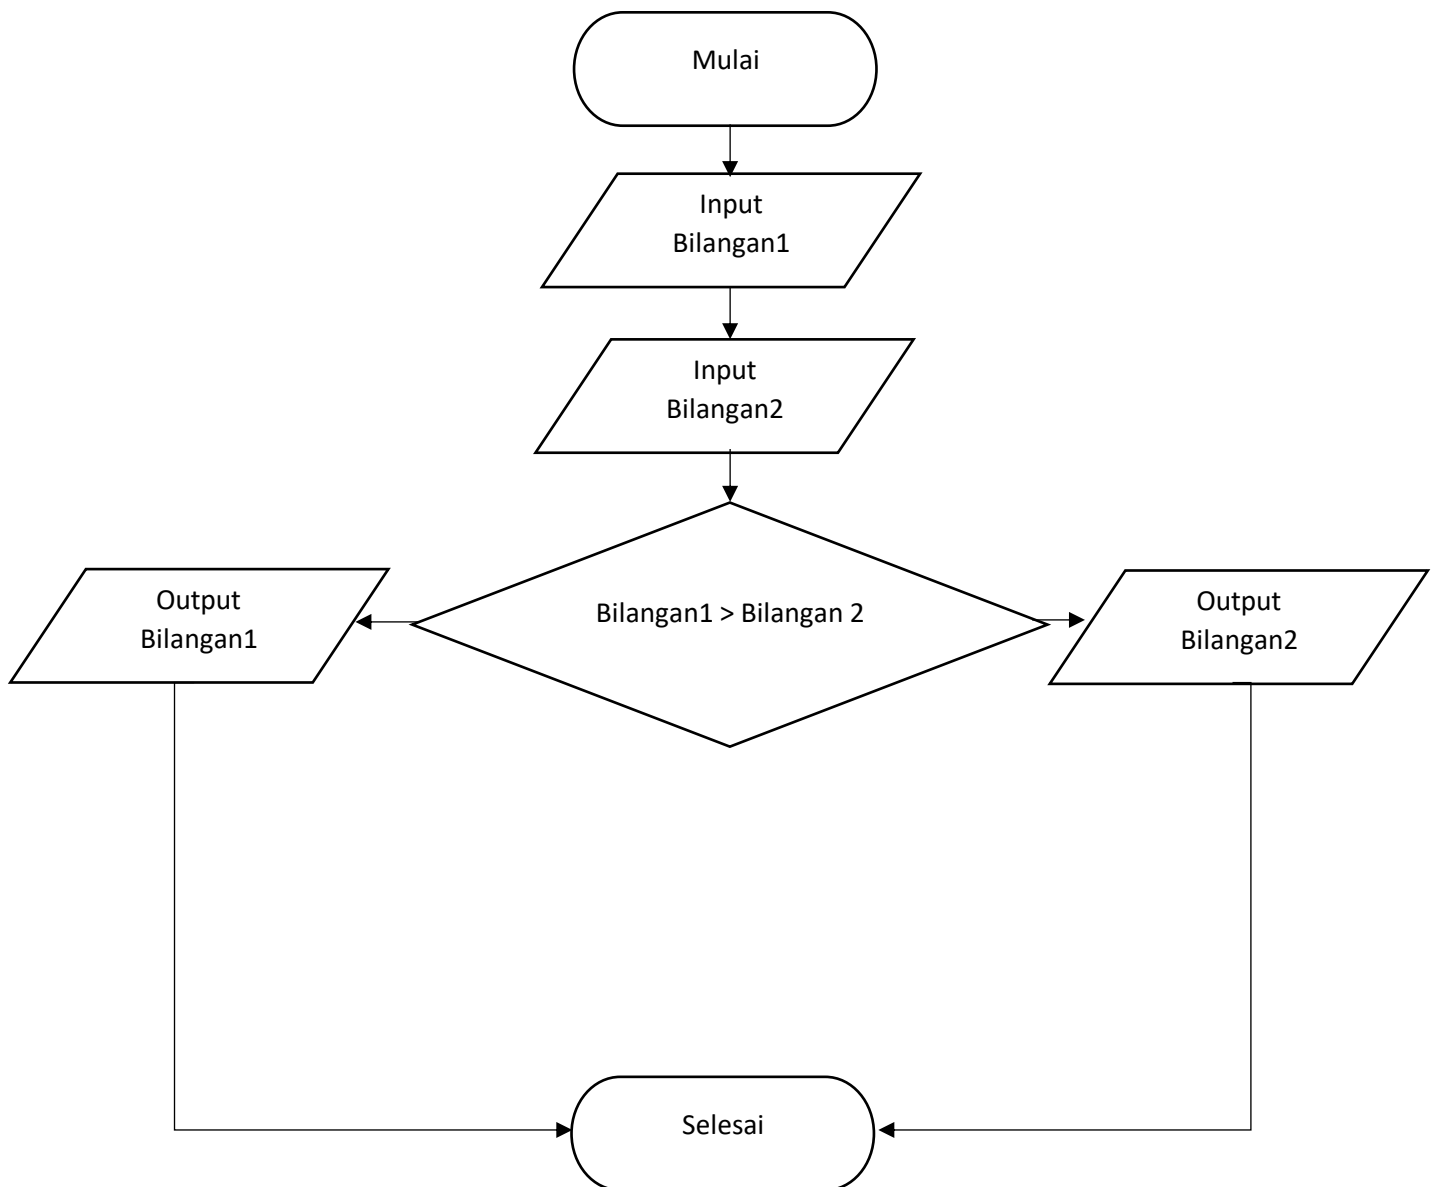 Mulai
Input
Bilangan1
Input
Bilangan2
Bilangan1 > Bilangan 2
Output
Bilangan1
Output
Bilangan2
Selesai